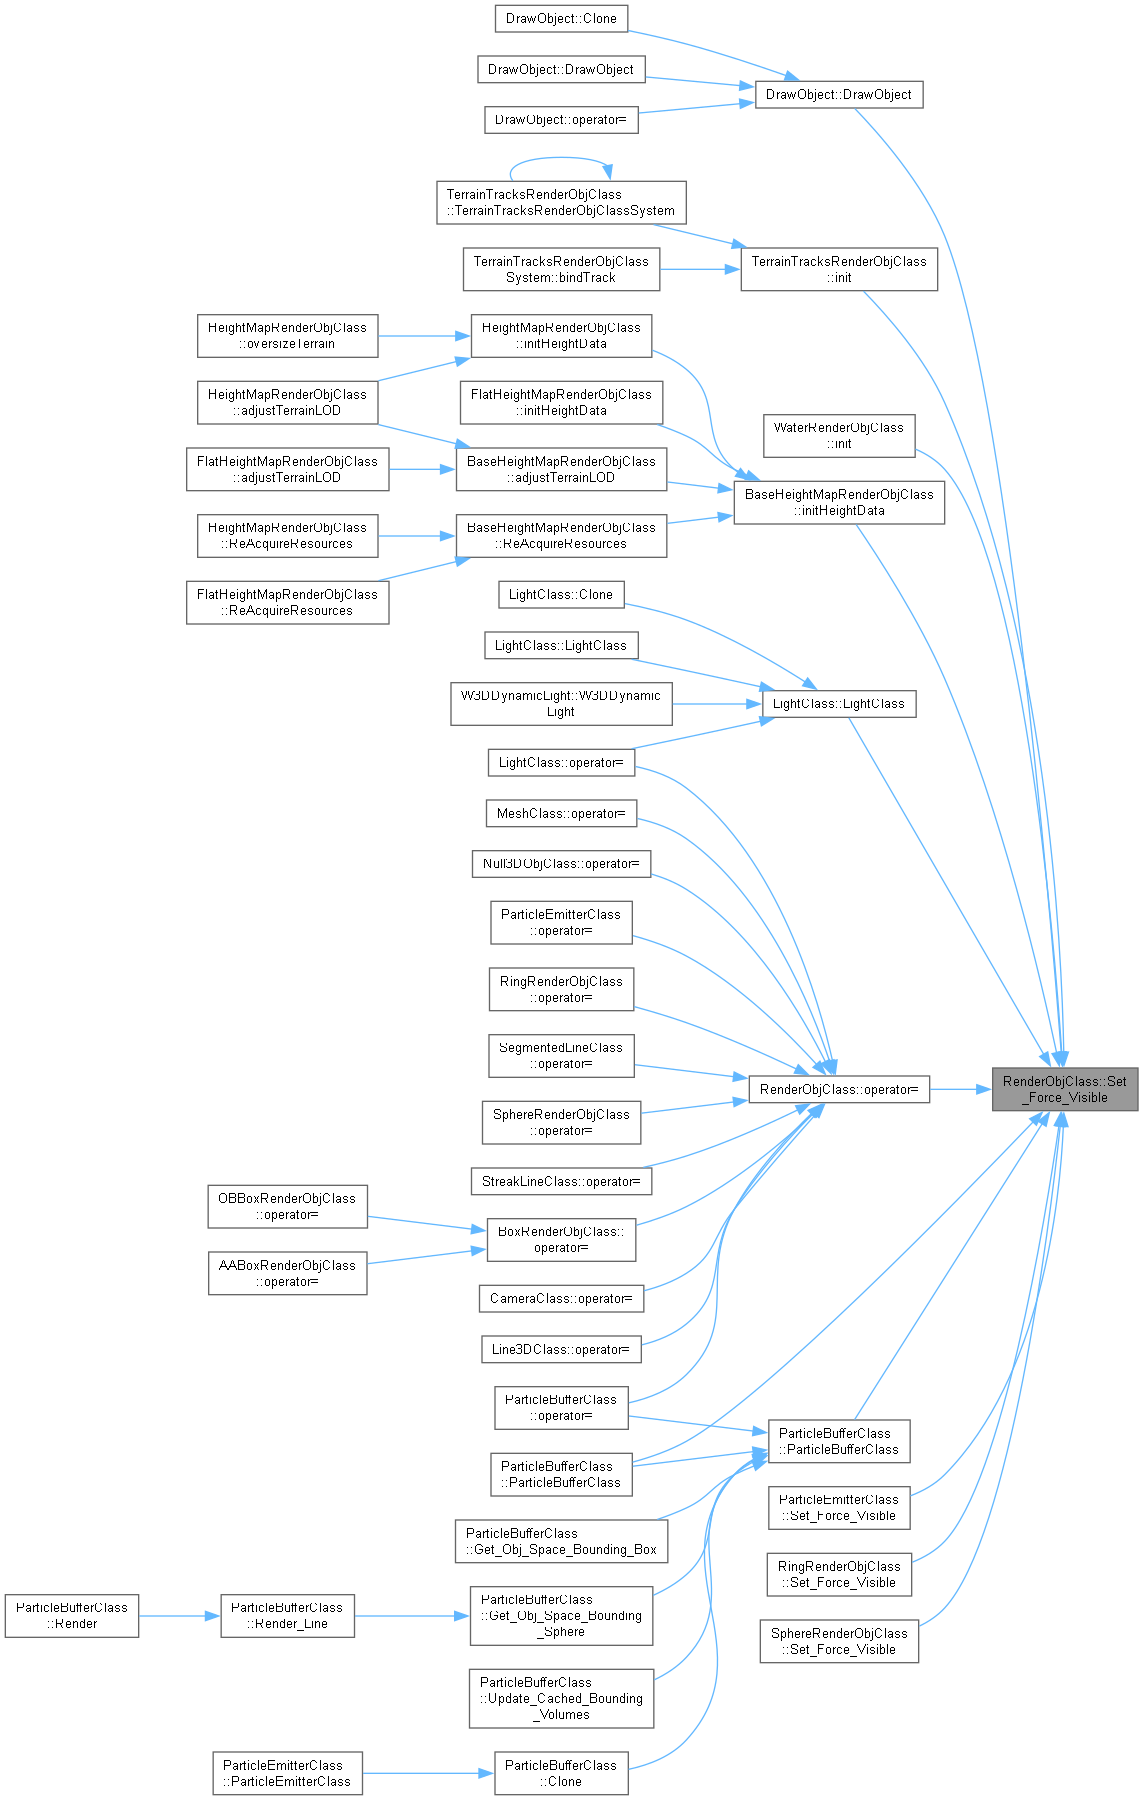 DrawObject::Clone
DrawObject::DrawObject
DrawObject::operator=
DrawObject::DrawObject
TerrainTracksRenderObjClass
::TerrainTracksRenderObjClassSystem
TerrainTracksRenderObjClass
System::bindTrack
TerrainTracksRenderObjClass
::init
HeightMapRenderObjClass
::oversizeTerrain
HeightMapRenderObjClass
::initHeightData
HeightMapRenderObjClass
::adjustTerrainLOD
FlatHeightMapRenderObjClass
::initHeightData
WaterRenderObjClass
::init
FlatHeightMapRenderObjClass
::adjustTerrainLOD
BaseHeightMapRenderObjClass
::adjustTerrainLOD
BaseHeightMapRenderObjClass
::initHeightData
HeightMapRenderObjClass
::ReAcquireResources
BaseHeightMapRenderObjClass
::ReAcquireResources
FlatHeightMapRenderObjClass
::ReAcquireResources
LightClass::Clone
LightClass::LightClass
W3DDynamicLight::W3DDynamic
Light
LightClass::LightClass
LightClass::operator=
MeshClass::operator=
Null3DObjClass::operator=
ParticleEmitterClass
::operator=
RingRenderObjClass
::operator=
SegmentedLineClass
::operator=
RenderObjClass::operator=
RenderObjClass::Set
_Force_Visible
SphereRenderObjClass
::operator=
StreakLineClass::operator=
OBBoxRenderObjClass
::operator=
BoxRenderObjClass::
operator=
AABoxRenderObjClass
::operator=
CameraClass::operator=
Line3DClass::operator=
ParticleBufferClass
::operator=
ParticleBufferClass
::ParticleBufferClass
ParticleBufferClass
::ParticleBufferClass
ParticleEmitterClass
::Set_Force_Visible
ParticleBufferClass
::Get_Obj_Space_Bounding_Box
RingRenderObjClass
::Set_Force_Visible
ParticleBufferClass
::Render
ParticleBufferClass
::Render_Line
ParticleBufferClass
::Get_Obj_Space_Bounding
_Sphere
SphereRenderObjClass
::Set_Force_Visible
ParticleBufferClass
::Update_Cached_Bounding
_Volumes
ParticleEmitterClass
::ParticleEmitterClass
ParticleBufferClass
::Clone